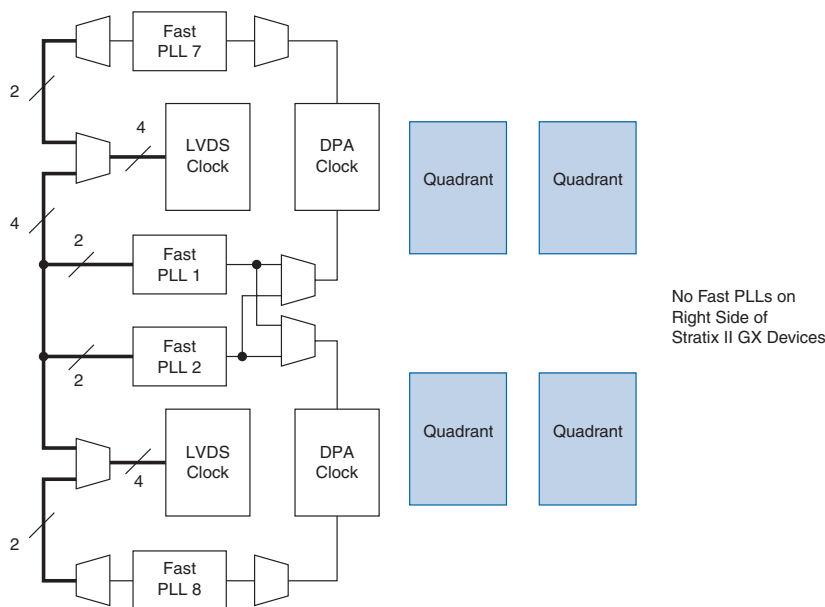 Fast
PLL 7
2
4
LVDS
Clock
DPA
Clock
Quadrant
Quadrant
4
2
Fast
PLL 1
No Fast PLLs on
Right Side of
Stratix II GX Devices
Fast
PLL 2
2
LVDS
Clock
DPA
Clock
Quadrant
Quadrant
4
2
Fast
PLL 8